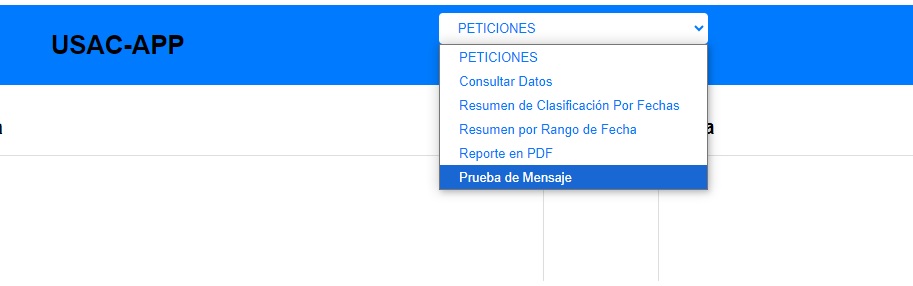 PETICIONES
USAC-APP
PETICIONES
Consultar Datos
Resumen de Clasificación Por Fechas
Resumen por Rango de Fecha
Reporte en PDF
Prueba de Mensaje
a